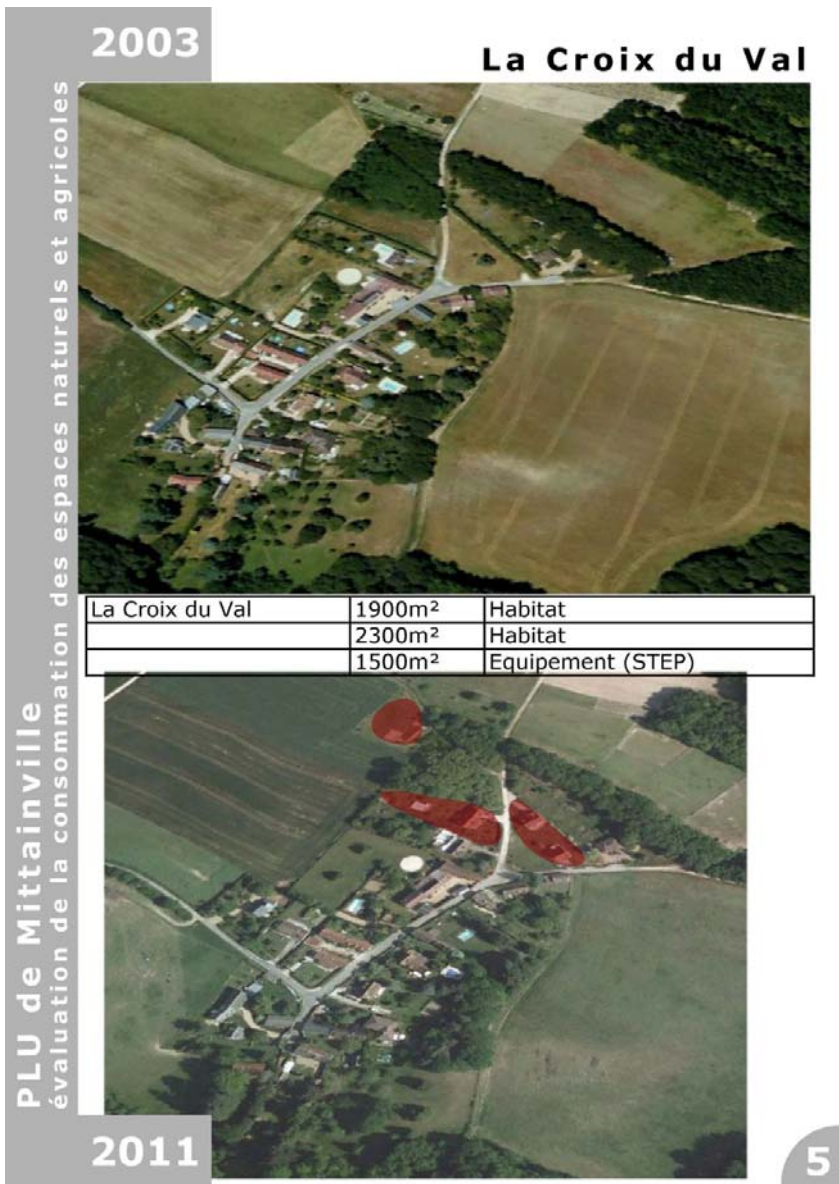 2003
La Croix du Val
PLU de Mittainville
évaluation de la consommation des espaces naturels et agricoles
La Croix du Val 1900m² Habitat
2300m² Habitat
1500m² Equipement (STEP)
2011
5